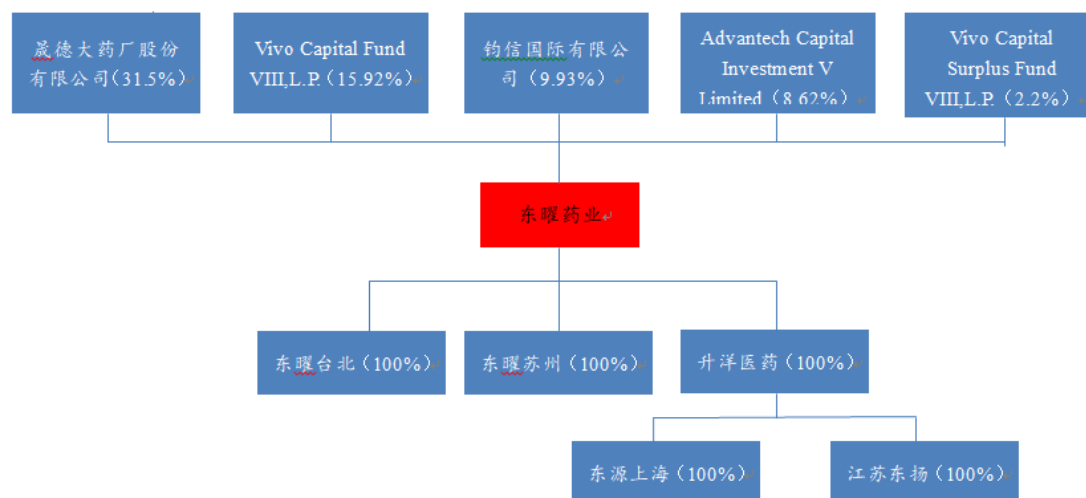 晟德大药厂股份
有限公司(31.5%)
Vivo Capital Fund
VIII,L.P.（15.92%）
钧信国际有限公
司（9.93%）
Advantech Capital
Investment V
Limited（8.62%）
Vivo Capital
Surplus Fund
VIII,L.P.（2.2%）
东曜药业
东曜台北（100%）
东曜苏州（100%）
升洋医药（100%）
东源上海（100%）
江苏东扬（100%）